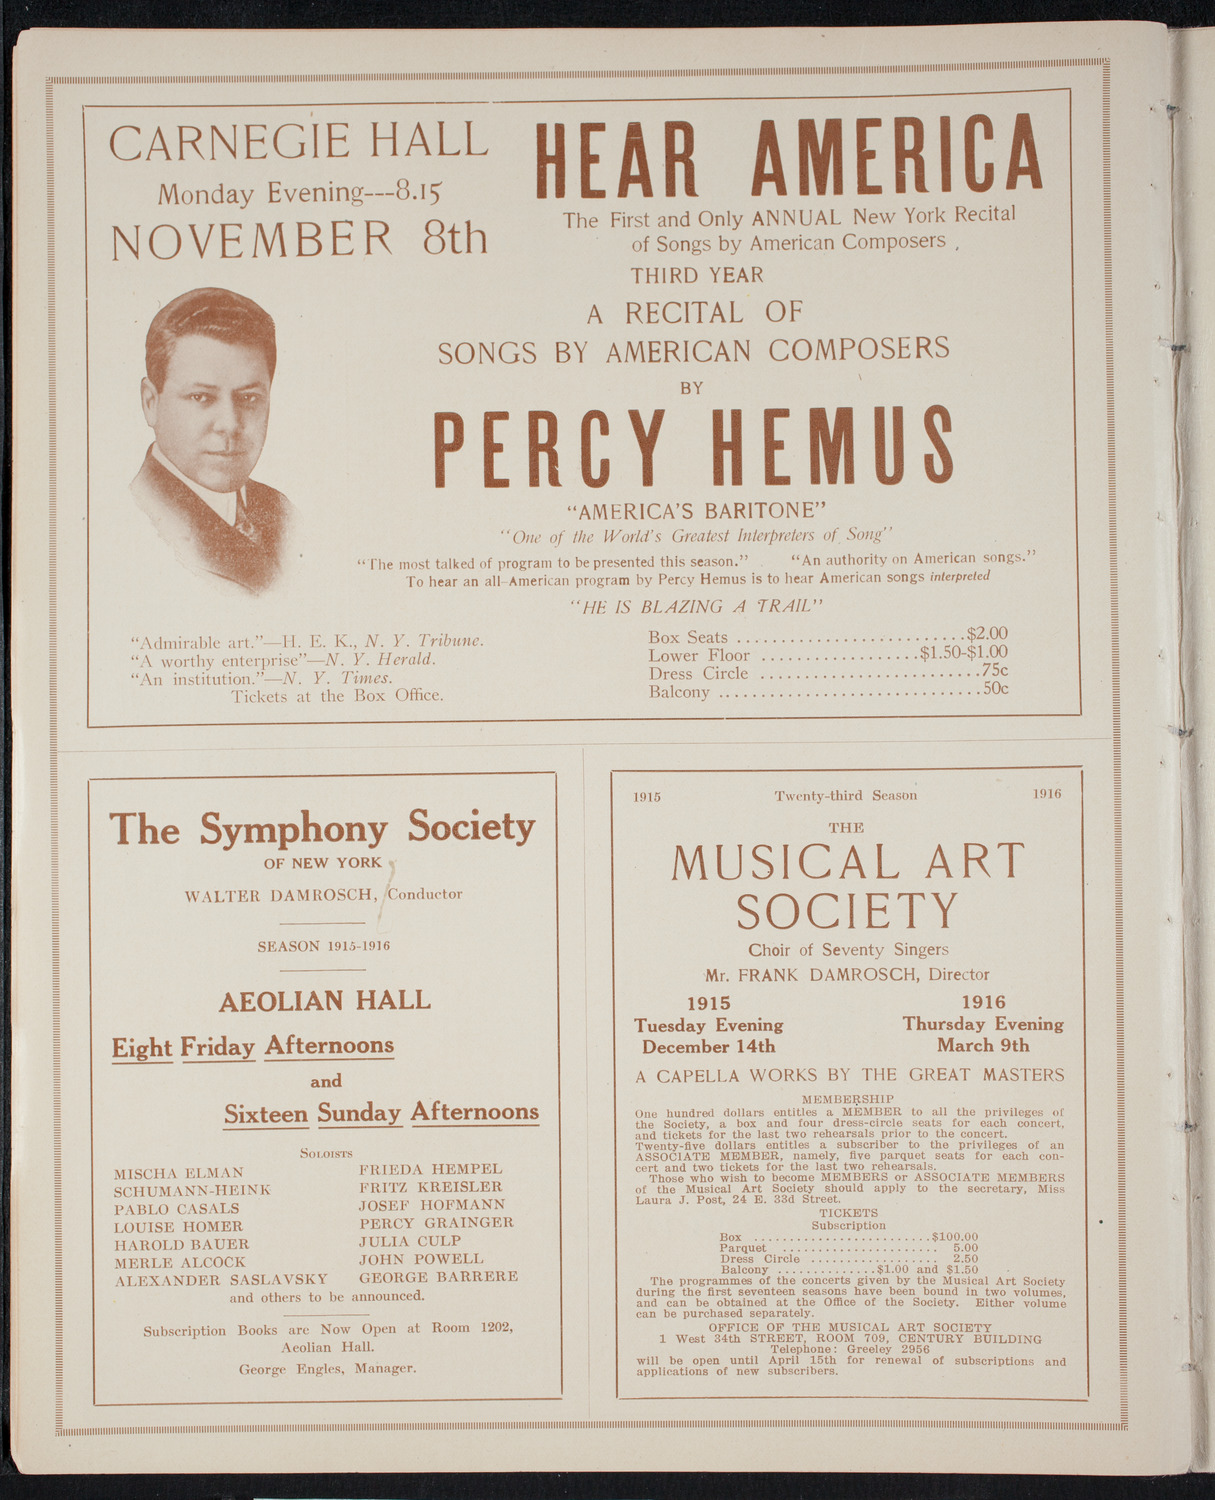 CARNEGIE HALL
Monday Evening---8.15
NOVEMBER 8th
HEAR AMERICA
The First and Only ANNUAL New York Recital
of Songs by American Composers
THIRD YEAR
A RECITAL OF
SONGS BY AMERICAN COMPOSERS
BY
PERCY HEMUS
"AMERICA'S BARITONE"
"One of the World's Greatest Interpreters of Song"
"The most talked of program to be presented this season." "An authority on American songs."
To hear an all-American program by Percy Hemus is to hear American songs interpreted
"HE IS BLAZING A TRAIL"
"Admirable art."—H. E. K., N. Y. Tribune.
"A worthy enterprise"—N. Y. Herald.
"An institution."—N. Y. Times.
Tickets at the Box Office.
Box Seats ..........................$2.00
Lower Floor ..................$1.50-$1.00
Dress Circle .........................75c
Balcony ..............................50c
The Symphony Society
OF NEW YORK
WALTER DAMROSCH, Conductor
SEASON 1915-1916
AEOLIAN HALL
Eight Friday Afternoons
and
Sixteen Sunday Afternoons
SOLOISTS
MISCHA ELMAN FRIEDA HEMPEL
SCHUMANN-HEINK FRITZ KREISLER
PABLO CASALS JOSEF HOFMANN
LOUISE HOMER PERCY GRAINGER
HAROLD BAUER JULIA CULP
MERLE ALCOCK JOHN POWELL
ALEXANDER SASLAVSKY GEORGE BARRERE
and others to be announced.
Subscription Books are Now Open at Room 1202,
Aeolian Hall.
George Engles, Manager.
1915 Twenty-third Season 1916
THE
MUSICAL ART
SOCIETY
Choir of Seventy Singers
Mr. FRANK DAMROSCH, Director
1915 1916
Tuesday Evening Thursday Evening
December 14th March 9th
A CAPELLA WORKS BY THE GREAT MASTERS
MEMBERSHIP
One hundred dollars entitles a MEMBER to all the privileges of
the Society, a box and four dress-circle seats for each concert,
and tickets for the last two rehearsals prior to the concert.
Twenty-five dollars entitles a subscriber to the privileges of an
ASSOCIATE MEMBER, namely, five parquet seats for each con-
cert and two tickets for the last two rehearsals.
Those who wish to become MEMBERS or ASSOCIATE MEMBERS
of the Musical Art Society should apply to the secretary, Miss
Laura J. Post, 24 E. 33d Street.
TICKETS
Subscription
Box .........................$100.00
Parquet ...................... 5.00
Dress Circle .................. 2.50
Balcony ..............$1.00 and $1.50
The programmes of the concerts given by the Musical Art Society
during the first seventeen seasons have been bound in two volumes,
and can be obtained at the Office of the Society. Either volume
can be purchased separately.
OFFICE OF THE MUSICAL ART SOCIETY
1 West 34th STREET, ROOM 709, CENTURY BUILDING
Telephone: Greeley 2956
will be open until April 15th for renewal of subscriptions and
applications of new subscribers.